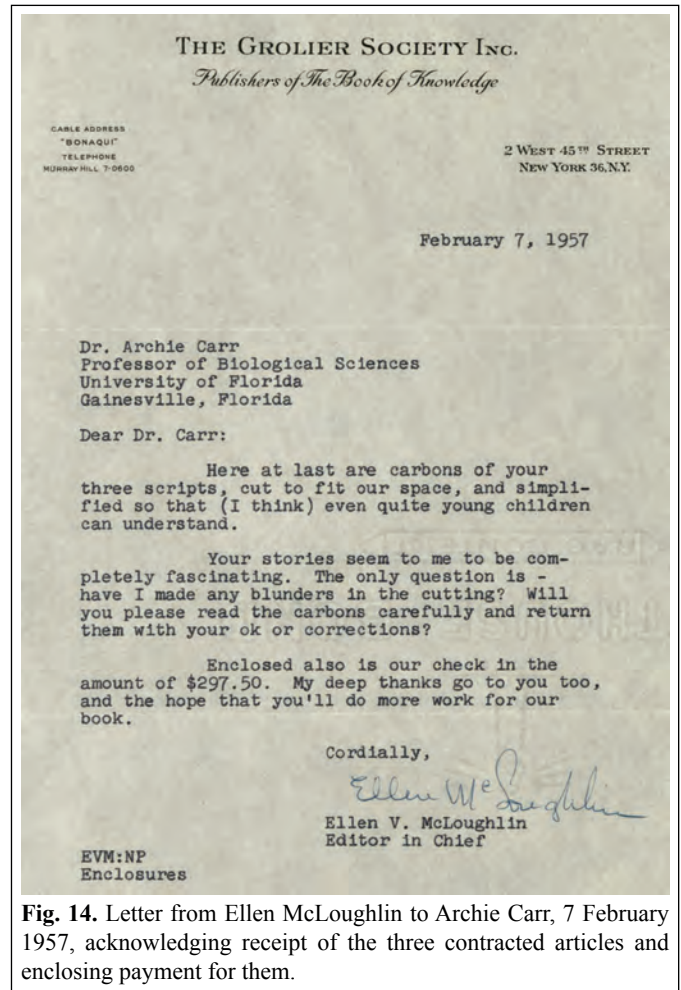 THE GROLIER SOCIETY INC.
Publishers of The Book of Knowledge
CABLE ADDRESS
"BONAQUI"
TELEPHONE
MURRAY HILL 7-0600
2 WEST 45TH STREET
NEW YORK 36, N.Y.
February 7, 1957
Dr. Archie Carr
Professor of Biological Sciences
University of Florida
Gainesville, Florida
Dear Dr. Carr:
Here at last are carbons of your
three scripts, cut to fit our space, and simpli-
fied so that (I think) even quite young children
can understand.
Your stories seem to me to be com-
pletely fascinating. The only question is -
have I made any blunders in the cutting? Will
you please read the carbons carefully and return
them with your ok or corrections?
Enclosed also is our check in the
amount of $297.50. My deep thanks go to you too,
and the hope that you'll do more work for our
book.
Cordially,
Ellen McLoughlin
Ellen V. McLoughlin
Editor in Chief
EVM:NP
Enclosures
Fig. 14. Letter from Ellen McLoughlin to Archie Carr, 7 February
1957, acknowledging receipt of the three contracted articles and
enclosing payment for them.